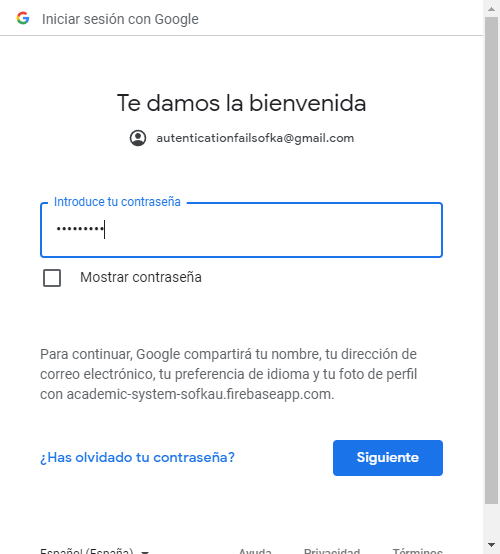 Iniciar sesión con Google
Te damos la bienvenida
autenticationfailsofka@gmail.com
Introduce tu contraseña
•••••••••
Mostrar contraseña
Para continuar, Google compartirá tu nombre, tu dirección de
correo electrónico, tu preferencia de idioma y tu foto de perfil
con academic-system-sofkau.firebaseapp.com.
¿Has olvidado tu contraseña?
Siguiente
Español (España)
Ayuda
Privacidad
Términos